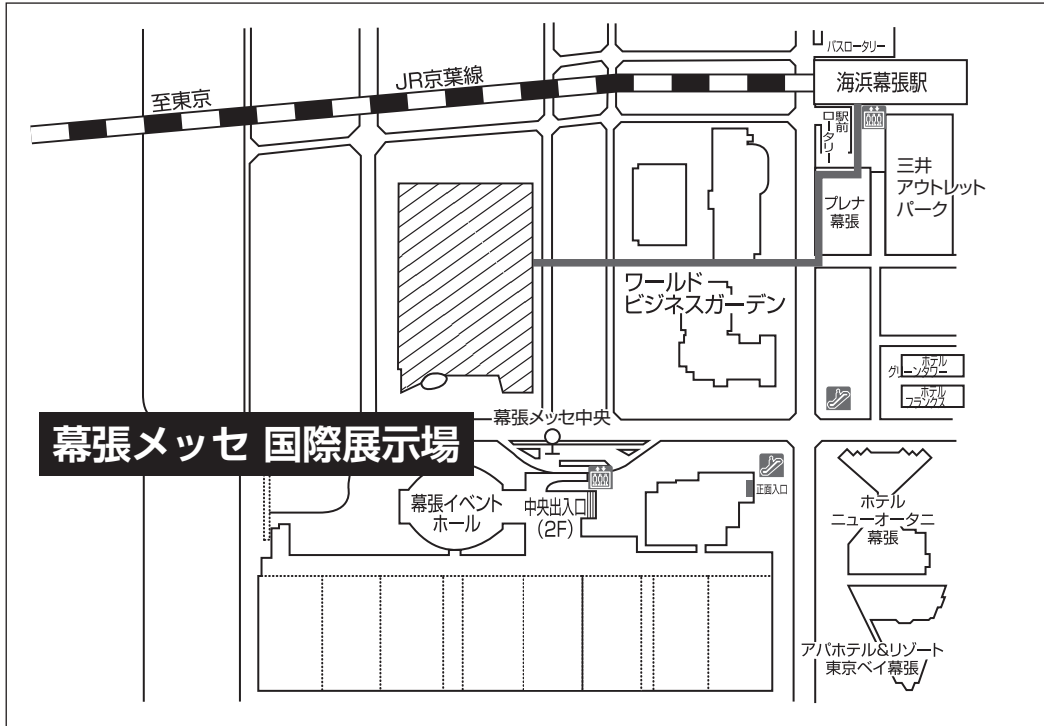 バスロータリー
海浜幕張駅
JR京葉線
至東京
駅前
ロータリー
三井
アウトレット
パーク
プレナ
幕張
ワールド
ビジネスガーデン
ホテル
グリーンタワー
ホテル
フランクス
幕張メッセ中央
幕張メッセ 国際展示場
正面入口
幕張イベント
ホール
中央出入口
(2F)
ホテル
ニューオータニ
幕張
アパホテル&リゾート
東京ベイ幕張